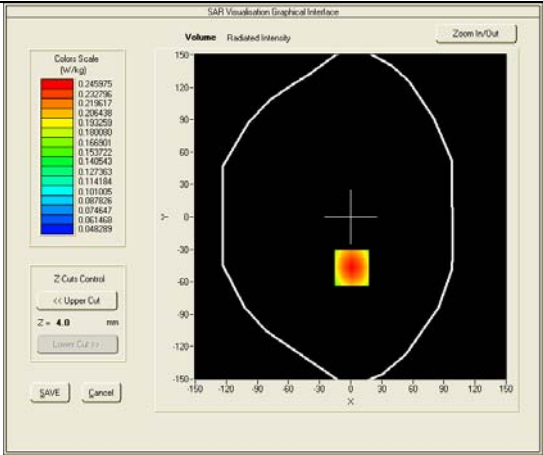 SAR Visualisation Graphical Interface
Volume Radiated Intensity
Zoom In/Out
Colors Scale
(W/kg)
0.245975
0.232796
0.219617
0.206438
0.193259
0.180080
0.166901
0.153722
0.140543
0.127363
0.114184
0.101005
0.087826
0.074647
0.061468
0.048289
Z-Cuts Control
<< Upper Cut
Z = 4.0 mm
Lower Cut >>
SAVE Cancel
150
120
90
60
30
0
-30
-60
-90
-120
-150
Y
-150 -120 -90 -60 -30 0 30 60 90 120 150
X